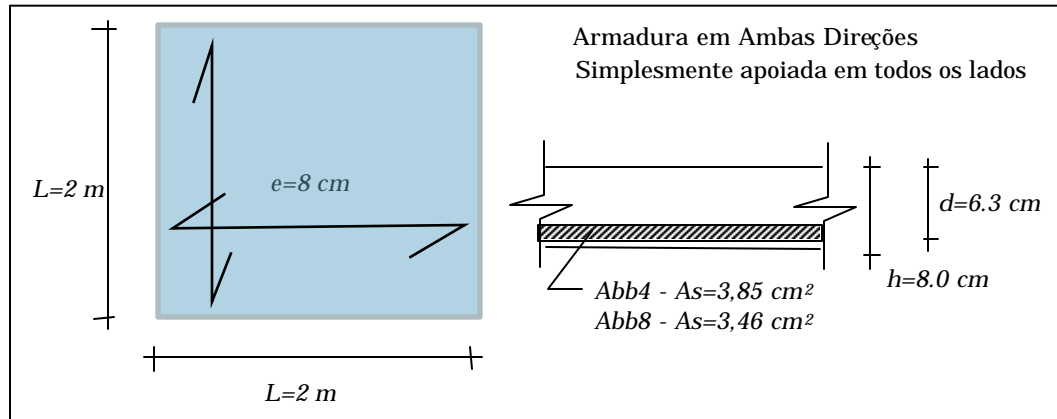 Armadura em Ambas Direções
Simplesmente apoiada em todos os lados
L=2 m
e=8 cm
d=6.3 cm
h=8.0 cm
Abb4 - As=3,85 cm²
Abb8 - As=3,46 cm²
L=2 m